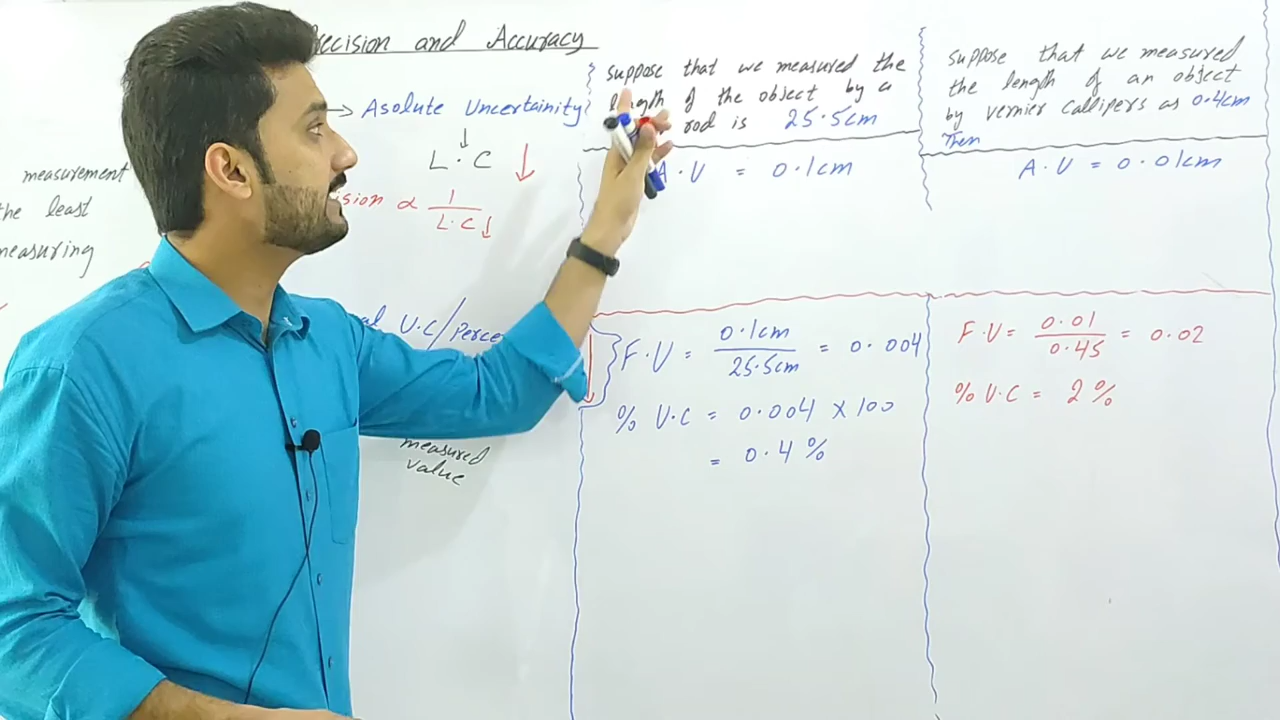 ecision and Accuracy
→ Asolute Uncertainity
↓
L.C ↓
ision ∝ 1 / L.C ↓
measurement
the least
measuring
U.C/Perce
measured
value
suppose that we measured the
length of the object by a
rod is 25.5cm
A.U = 0.1cm
F.U = 0.1cm / 25.5cm = 0.004
% U.C = 0.004 X 100
= 0.4 %
suppose that we measured
the length of an object
by vernier Callipers as 0.4cm
Then
A.U = 0.01cm
F.U = 0.01 / 0.45 = 0.02
% U.C = 2 %